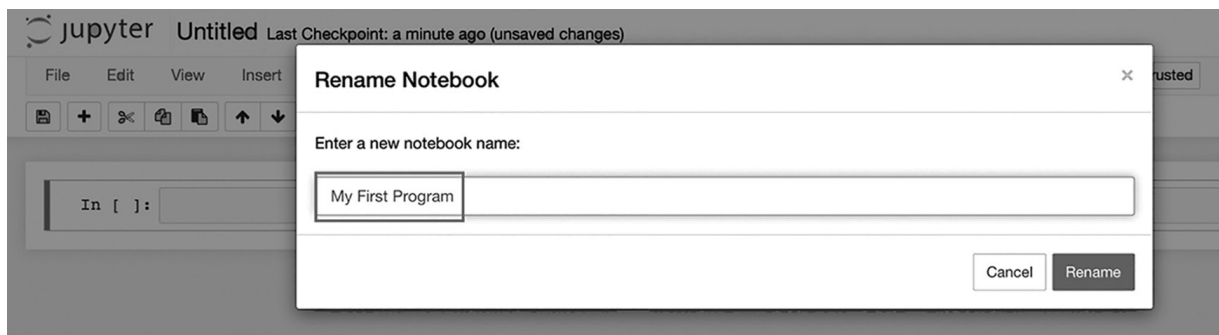 jupyter Untitled Last Checkpoint: a minute ago (unsaved changes)
File Edit View Insert
rusted
Rename Notebook ×
Enter a new notebook name:
My First Program
In [ ]:
Cancel Rename